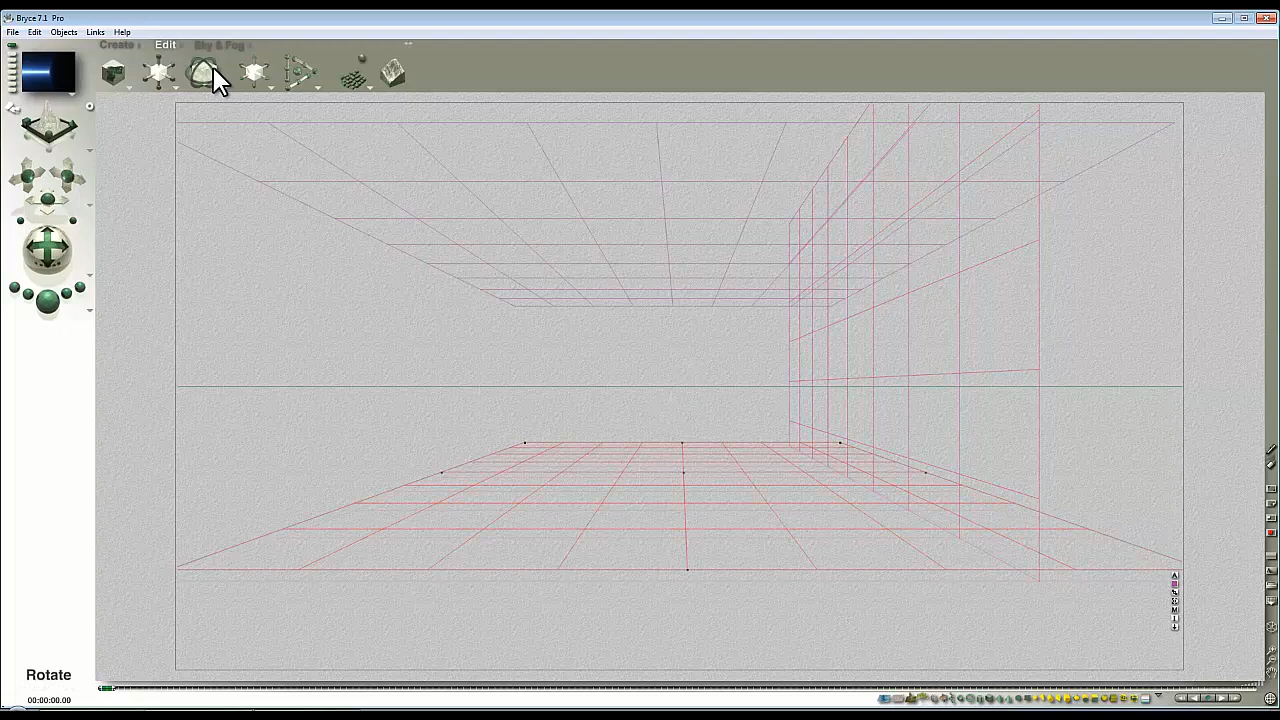 Bryce 7.1 Pro
File Edit Objects Links Help
Create Edit Sky & Fog
A
M
Rotate
00:00:00.00